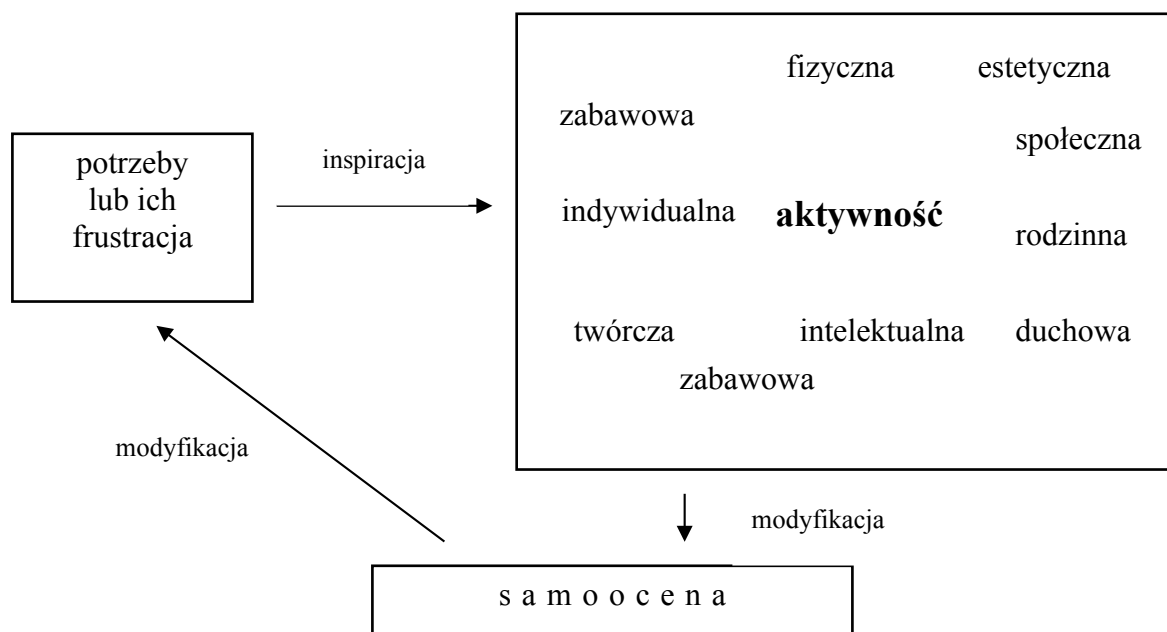 potrzeby
lub ich
frustracja
inspiracja
fizyczna
estetyczna
zabawowa
społeczna
indywidualna
aktywność
rodzinna
twórcza
intelektualna
duchowa
zabawowa
modyfikacja
modyfikacja
s a m o o c e n a